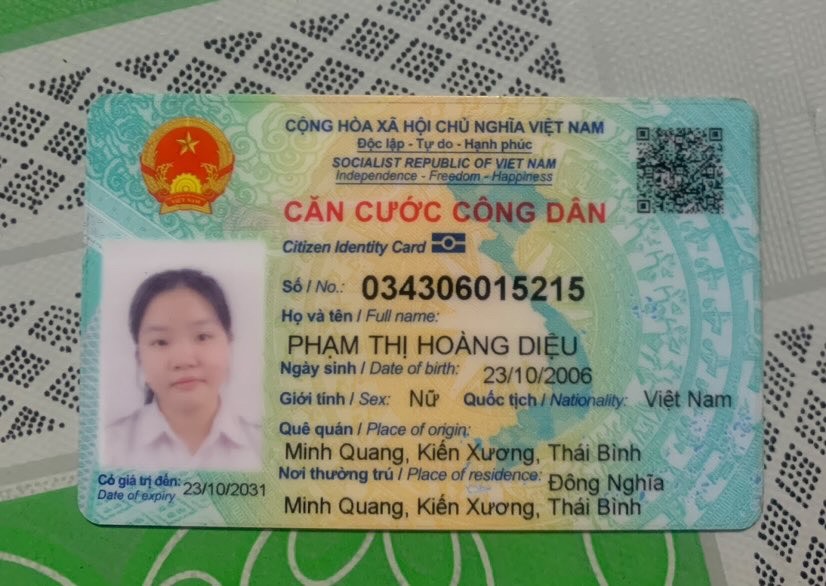 CỘNG HÒA XÃ HỘI CHỦ NGHĨA VIỆT NAM
Độc lập - Tự do - Hạnh phúc
SOCIALIST REPUBLIC OF VIET NAM
Independence - Freedom - Happiness
CĂN CƯỚC CÔNG DÂN
Citizen Identity Card
Số / No.: 034306015215
Họ và tên / Full name:
PHẠM THỊ HOÀNG DIỆU
Ngày sinh / Date of birth: 23/10/2006
Giới tính / Sex: Nữ Quốc tịch / Nationality: Việt Nam
Quê quán / Place of origin:
Minh Quang, Kiến Xương, Thái Bình
Nơi thường trú / Place of residence: Đông Nghĩa
Minh Quang, Kiến Xương, Thái Bình
Có giá trị đến: 23/10/2031
Date of expiry
VIỆT NAM